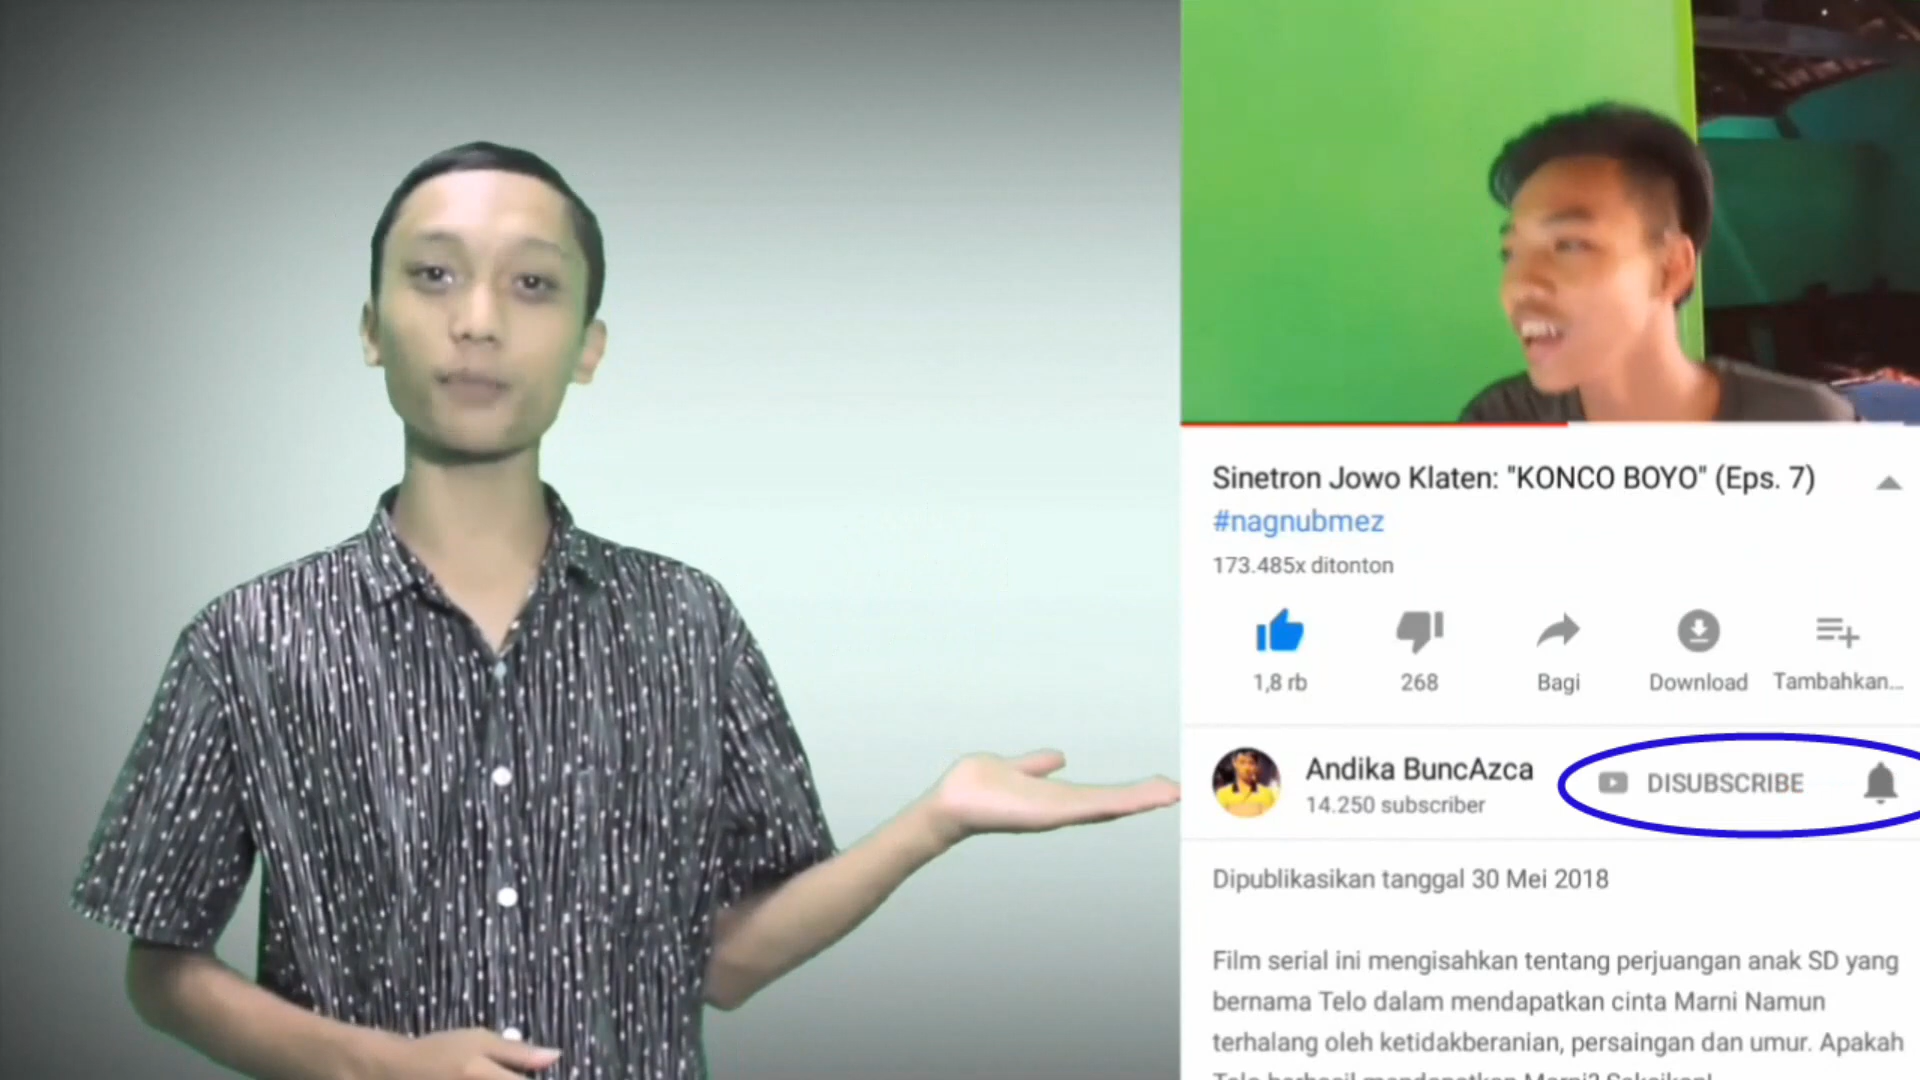 Sinetron Jowo Klaten: "KONCO BOYO" (Eps. 7)
#nagnubmez
173.485x ditonton
1,8 rb
268
Bagi
Download
Tambahkan...
Andika BuncAzca
14.250 subscriber
DISUBSCRIBE
Dipublikasikan tanggal 30 Mei 2018
Film serial ini mengisahkan tentang perjuangan anak SD yang
bernama Telo dalam mendapatkan cinta Marni Namun
terhalang oleh ketidakberanian, persaingan dan umur. Apakah